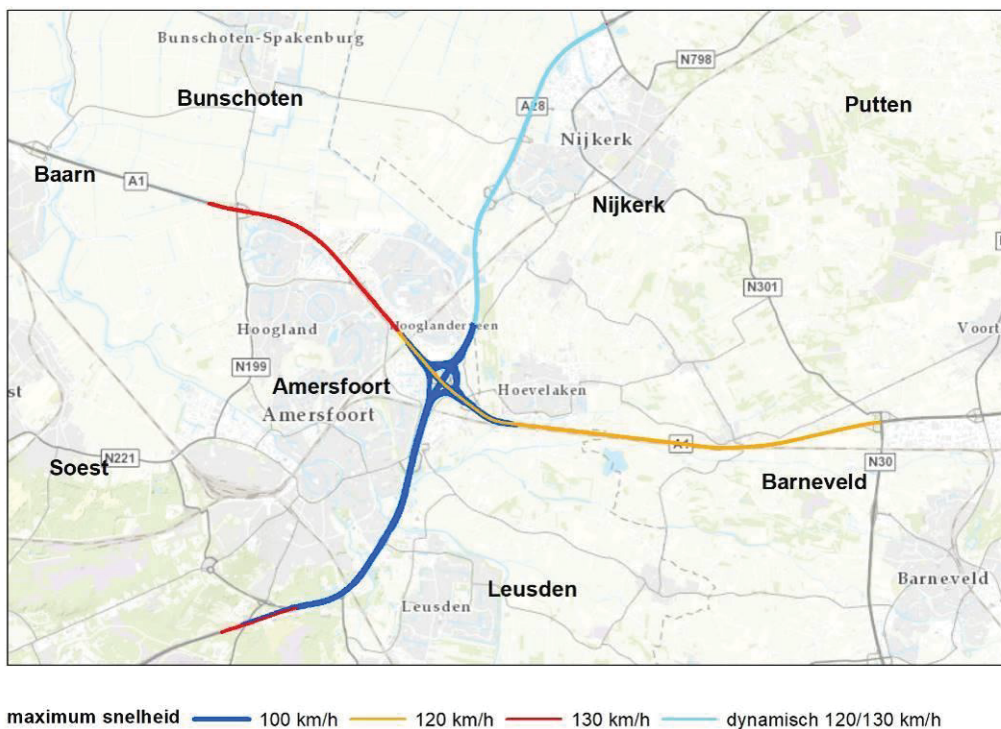 Bunschoten-Spakenburg
N798
Bunschoten
Putten
A28
Nijkerk
Baarn
A1
Nijkerk
N301
Hoogland
Hooglanderveen
Voort
N199
Amersfoort
Hoevelaken
Amersfoort
st
A1
Soest
N221
N30
Barneveld
Leusden
Barneveld
Leusden
maximum snelheid 100 km/h 120 km/h 130 km/h dynamisch 120/130 km/h